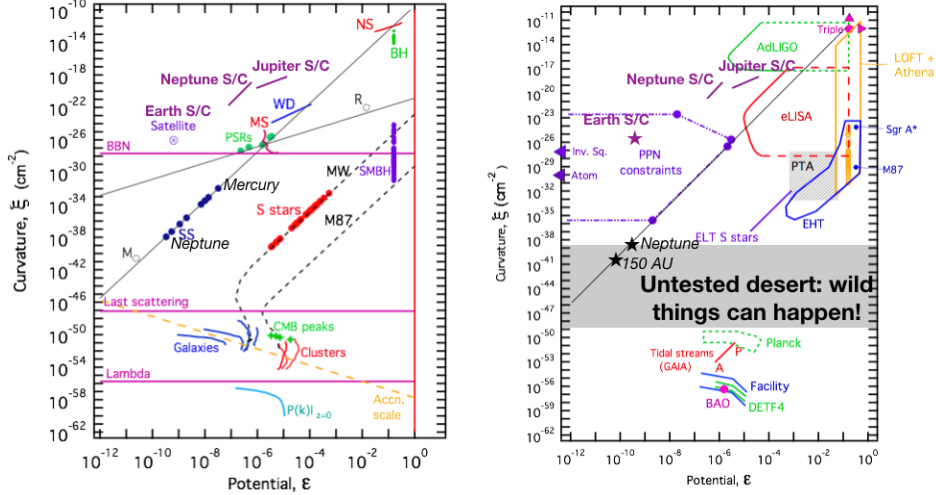 10^-10
10^-14
10^-18
10^-22
10^-26
10^-30
10^-34
10^-38
10^-42
10^-46
10^-50
10^-54
10^-58
10^-62
Curvature, ξ (cm^-2)
NS
BH
Jupiter S/C
Neptune S/C
WD
R
Earth S/C
Satellite
MS
PSRs
BBN
MW
SMBH
Mercury
S stars
M87
SS
Neptune
M
Last scattering
CMB peaks
Galaxies
Clusters
Lambda
Accn.
scale
P(k)|z=0
10^-12
10^-10
10^-8
10^-6
10^-4
10^-2
10^0
Potential, ε
10^-11
10^-14
10^-17
10^-20
10^-23
10^-26
10^-29
10^-32
10^-35
10^-38
10^-41
10^-44
10^-47
10^-50
10^-53
10^-56
10^-59
10^-62
Curvature, ξ (cm^-2)
Triple
AdLIGO
Jupiter S/C
Neptune S/C
LOFT +
Athena
eLISA
Earth S/C
Sgr A*
PPN
constraints
Inv. Sq.
Atom
PTA
M87
EHT
ELT S stars
Neptune
150 AU
Untested desert: wild
things can happen!
Planck
Tidal streams
(GAIA)
P
A
Facility
BAO
DETF4
10^-12
10^-10
10^-8
10^-6
10^-4
10^-2
10^0
Potential, ε